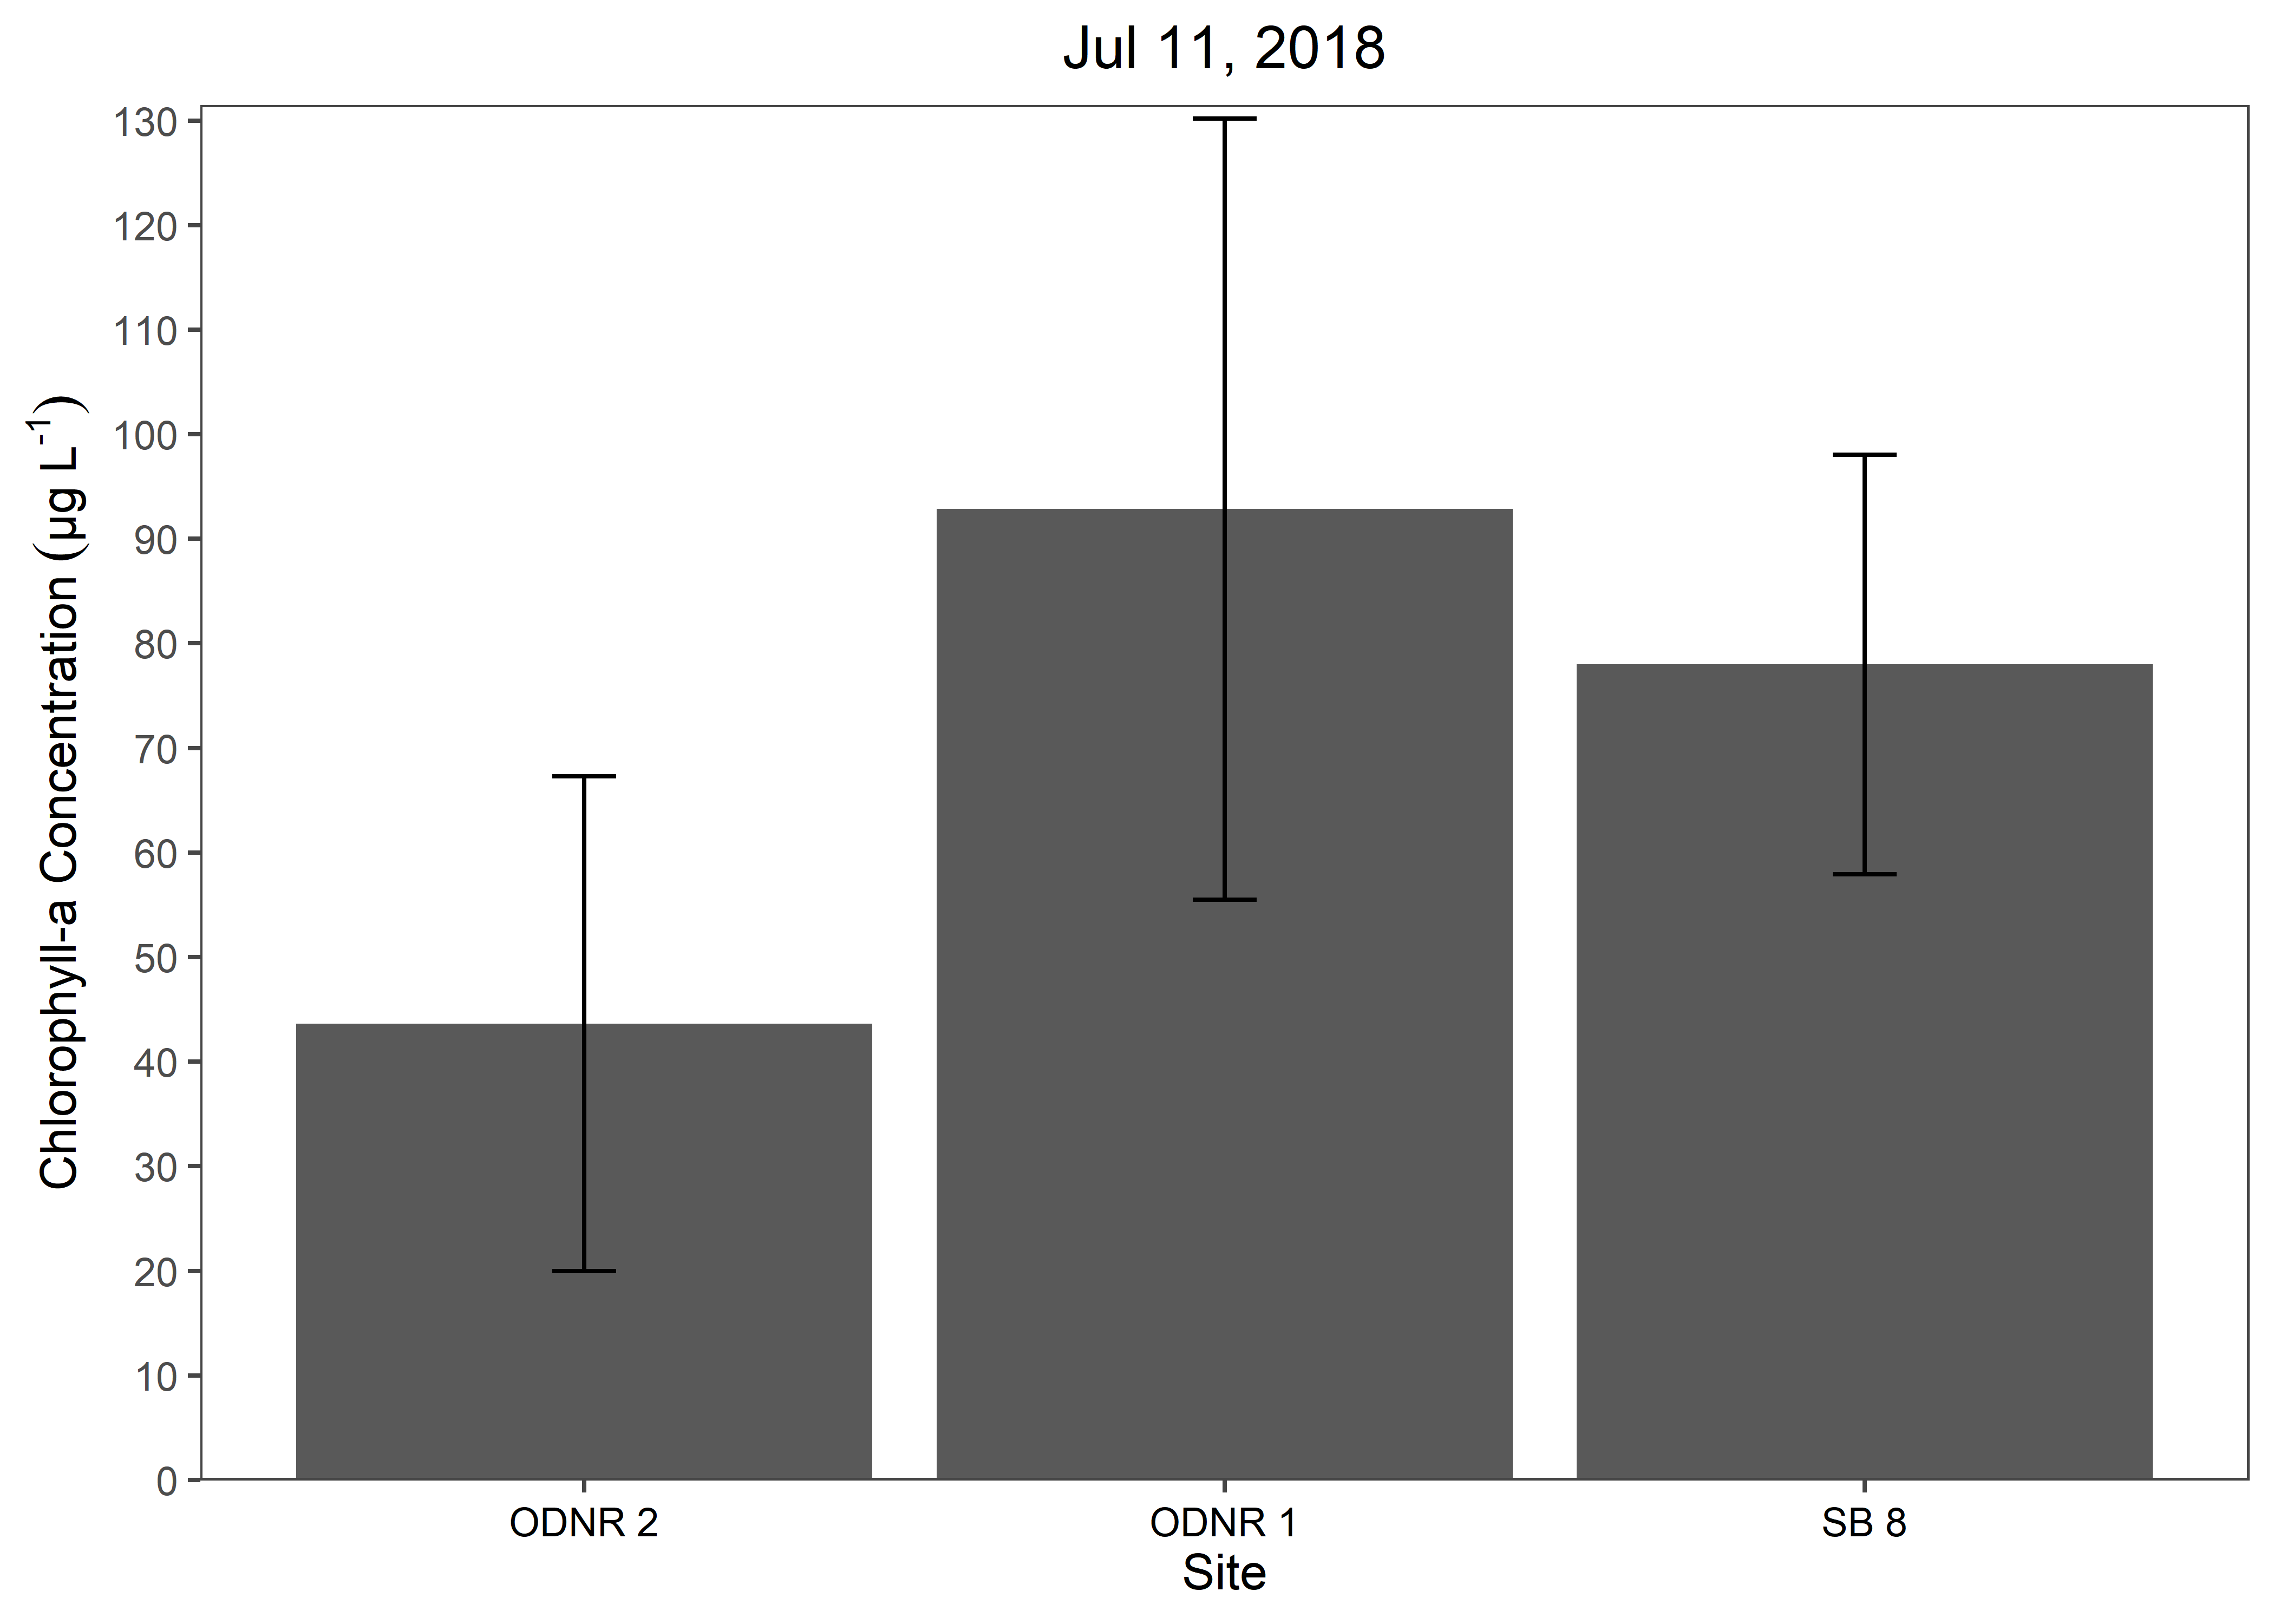 Jul 11, 2018
Chlorophyll-a Concentration (µg L⁻¹)
130
120
110
100
90
80
70
60
50
40
30
20
10
0
ODNR 2
ODNR 1
SB 8
Site